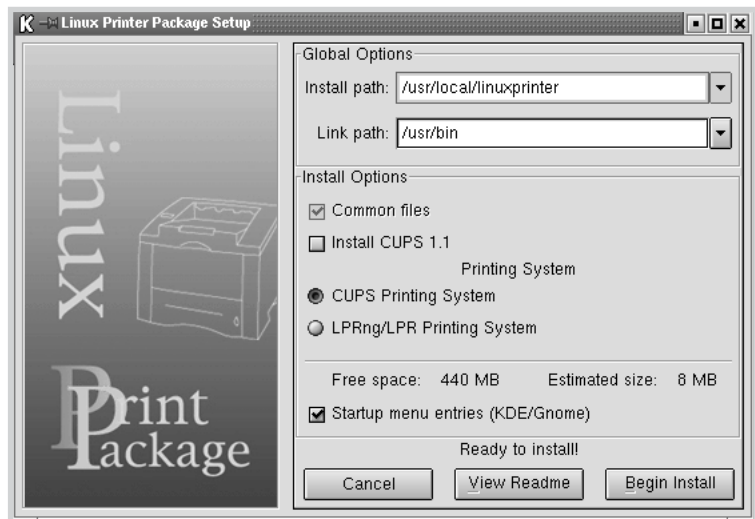 Linux Printer Package Setup
Linux
Print
Package
Global Options
Install path: /usr/local/linuxprinter
Link path: /usr/bin
Install Options
Common files
Install CUPS 1.1
Printing System
CUPS Printing System
LPRng/LPR Printing System
Free space: 440 MB Estimated size: 8 MB
Startup menu entries (KDE/Gnome)
Ready to install!
Cancel View Readme Begin Install